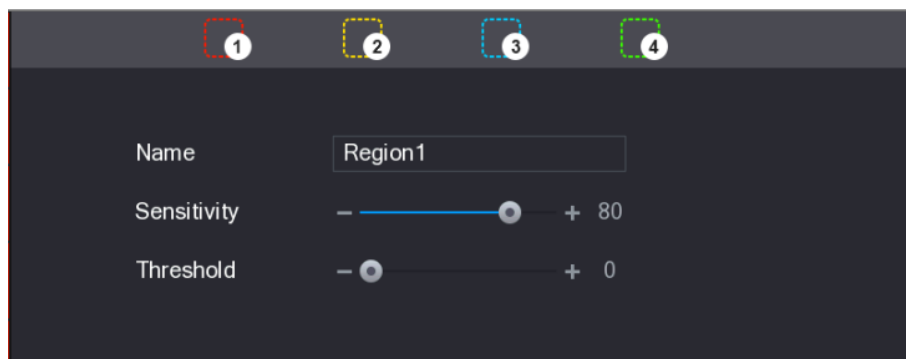 1 2 3 4
Name Region1
Sensitivity − + 80
Threshold − + 0